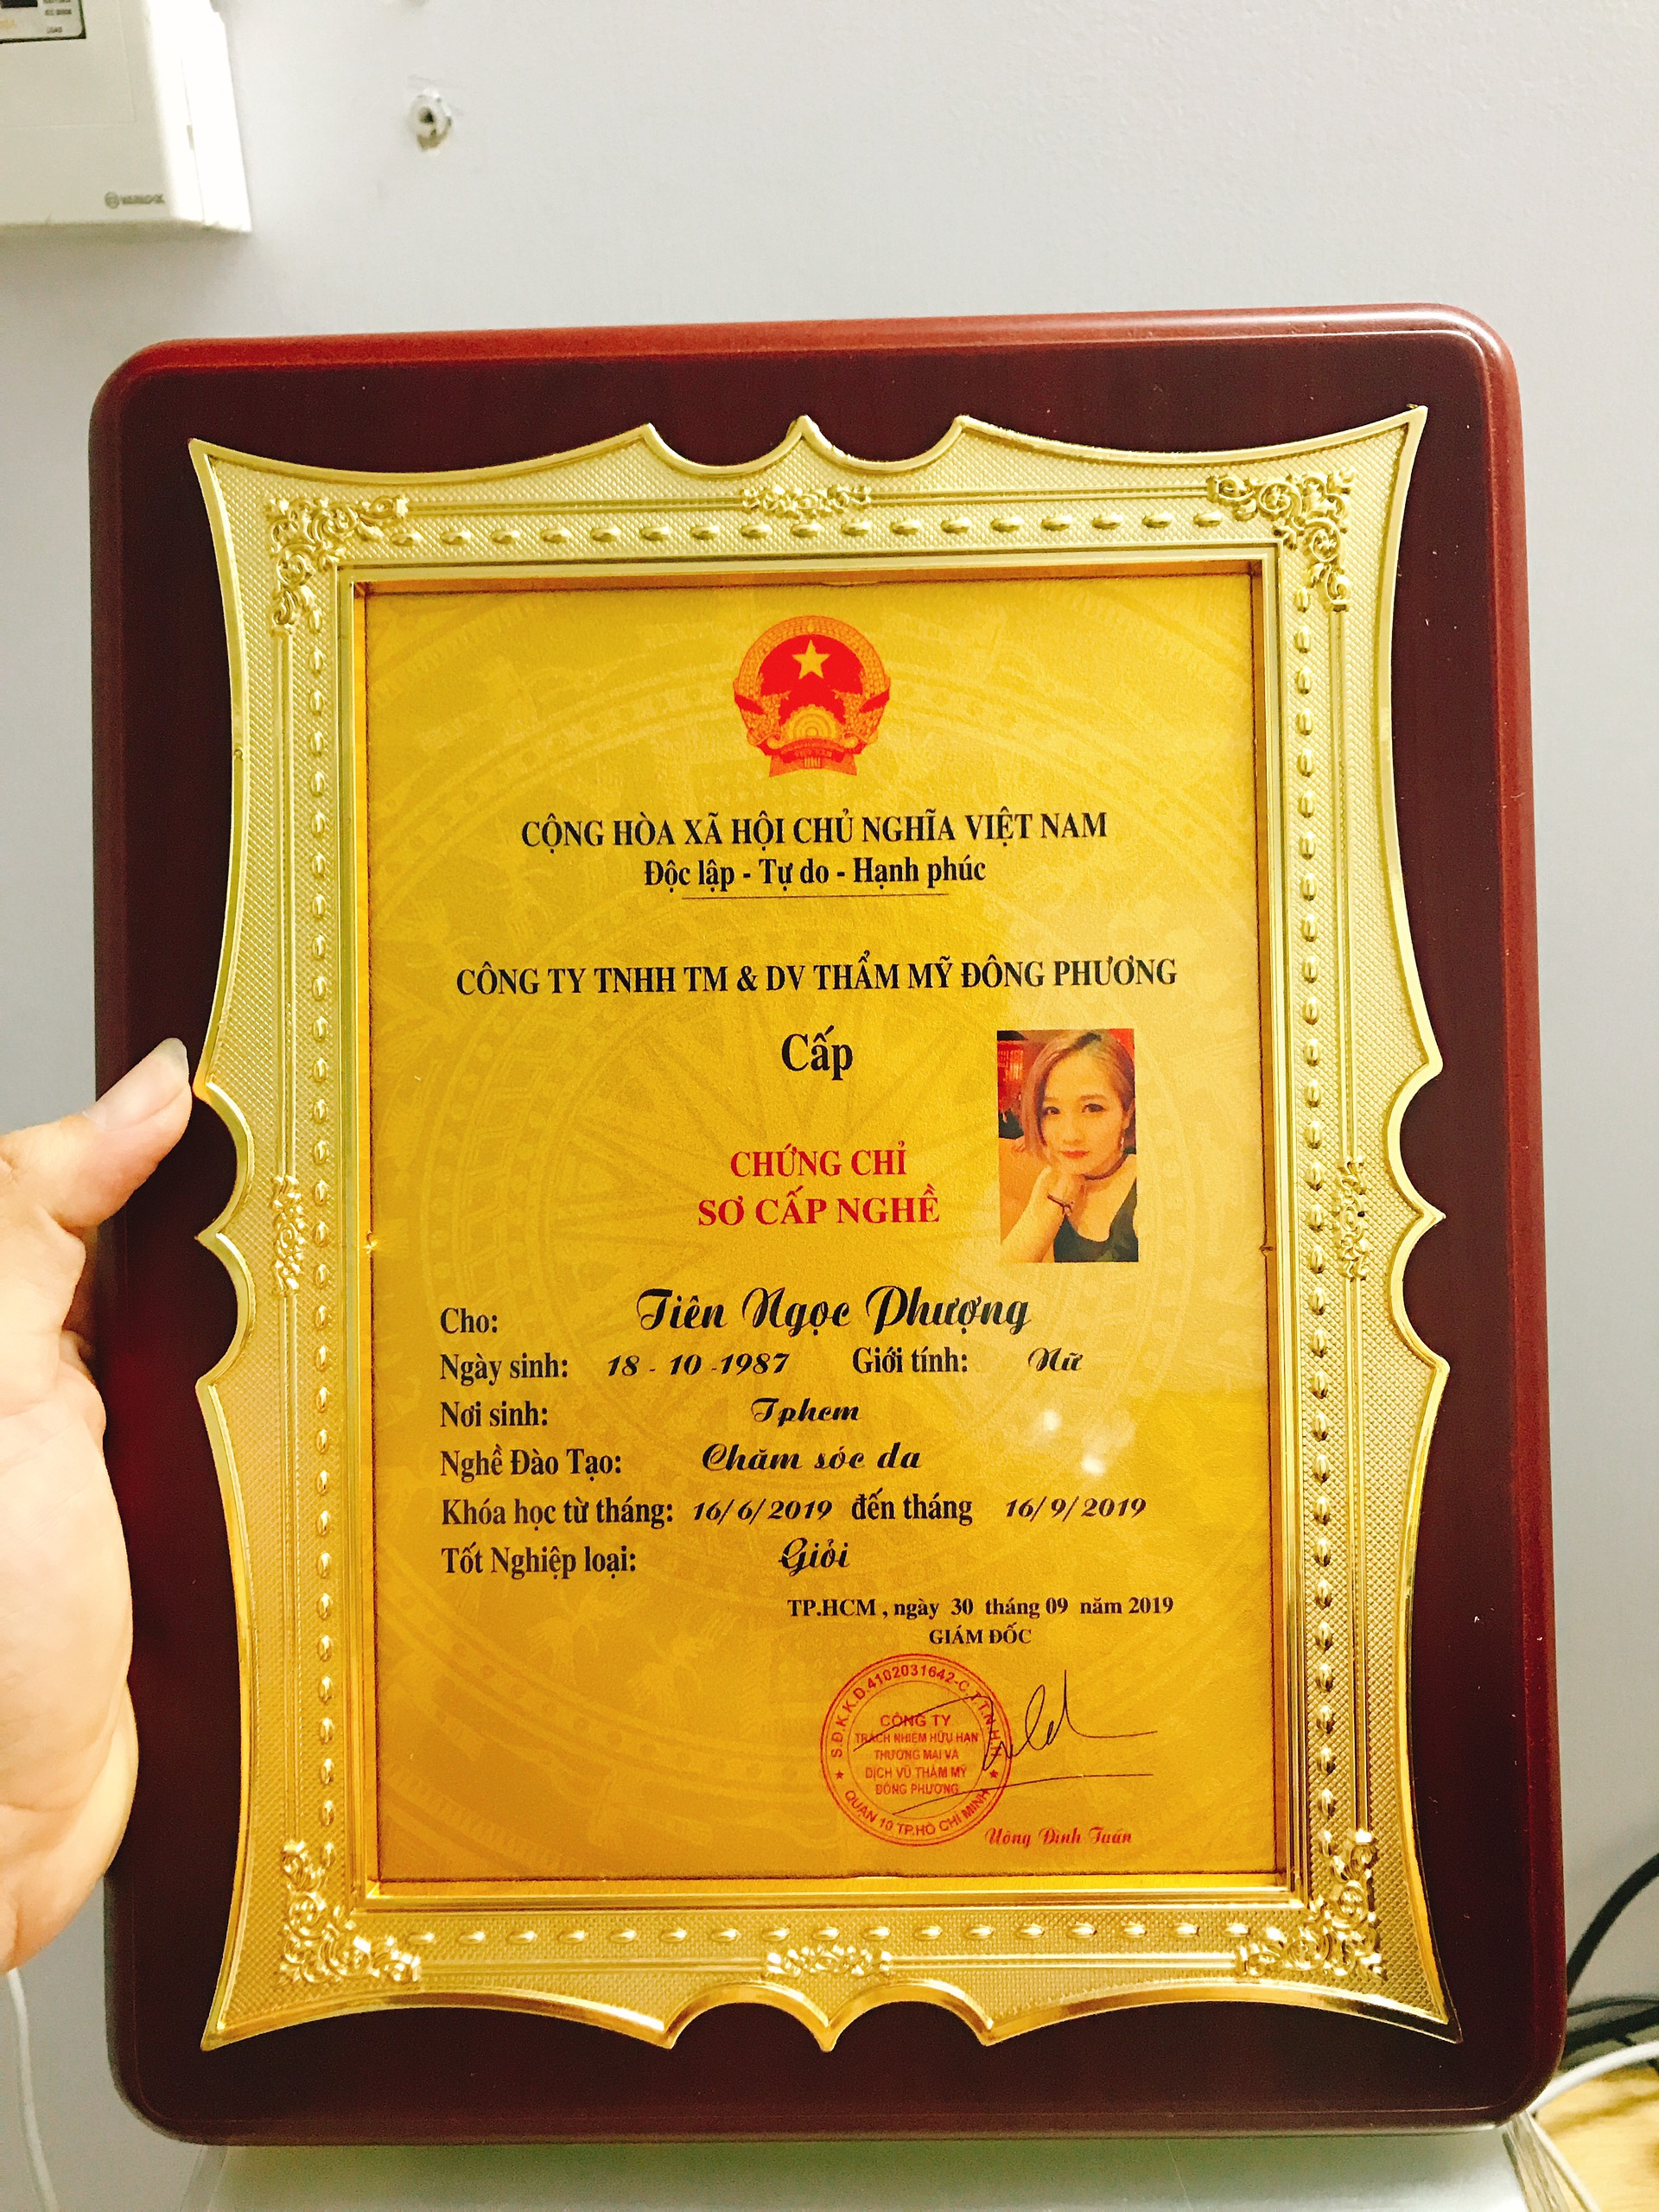 CỘNG HÒA XÃ HỘI CHỦ NGHĨA VIỆT NAM
Độc lập - Tự do - Hạnh phúc
CÔNG TY TNHH TM & DV THẨM MỸ ĐÔNG PHƯƠNG
Cấp
CHỨNG CHỈ
SƠ CẤP NGHỀ
Cho: Tiên Ngọc Phượng
Ngày sinh: 18 - 10 -1987 Giới tính: Nữ
Nơi sinh: Tphcm
Nghề Đào Tạo: Chăm sóc da
Khóa học từ tháng: 16/ 6/ 2019 đến tháng 16/ 9/ 2019
Tốt Nghiệp loại: Giỏi
TP.HCM , ngày 30 tháng 09 năm 2019
GIÁM ĐỐC
S.Đ.K.K.D.4102031642-C.T.T.N.H.H
CÔNG TY
TRÁCH NHIỆM HỮU HẠN
THƯƠNG MẠI VÀ
DỊCH VỤ THẨM MỸ
ĐÔNG PHƯƠNG
QUẬN 10 TP.HỒ CHÍ MINH
Uông Đình Tuấn